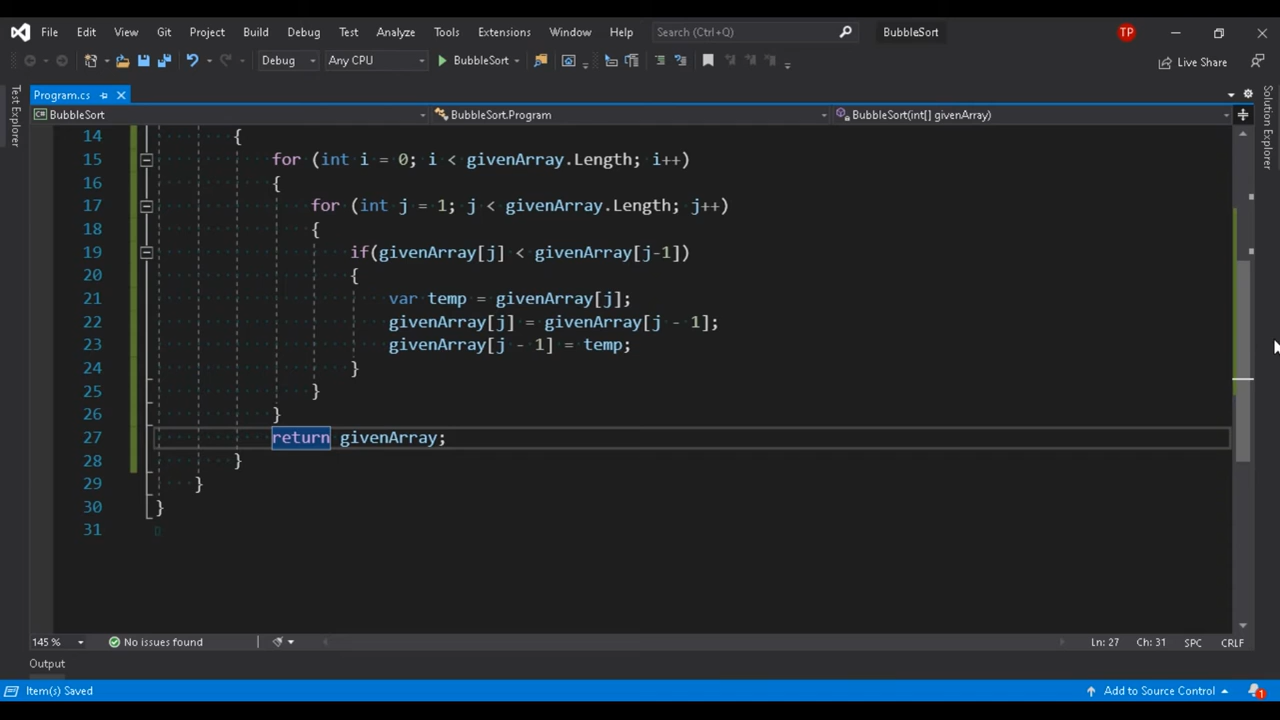 File Edit View Git Project Build Debug Test Analyze Tools Extensions Window Help Search (Ctrl+Q) BubbleSort TP
Debug Any CPU BubbleSort Live Share
Test Explorer
Program.cs
Solution Explorer
BubbleSort BubbleSort.Program BubbleSort(int[] givenArray)
14 {
15 for (int i = 0; i < givenArray.Length; i++)
16 {
17 for (int j = 1; j < givenArray.Length; j++)
18 {
19 if(givenArray[j] < givenArray[j-1])
20 {
21 var temp = givenArray[j];
22 givenArray[j] = givenArray[j - 1];
23 givenArray[j - 1] = temp;
24 }
25 }
26 }
27 return givenArray;
28 }
29 }
30 }
31
145 % No issues found Ln: 27 Ch: 31 SPC CRLF
Output
Item(s) Saved Add to Source Control 1